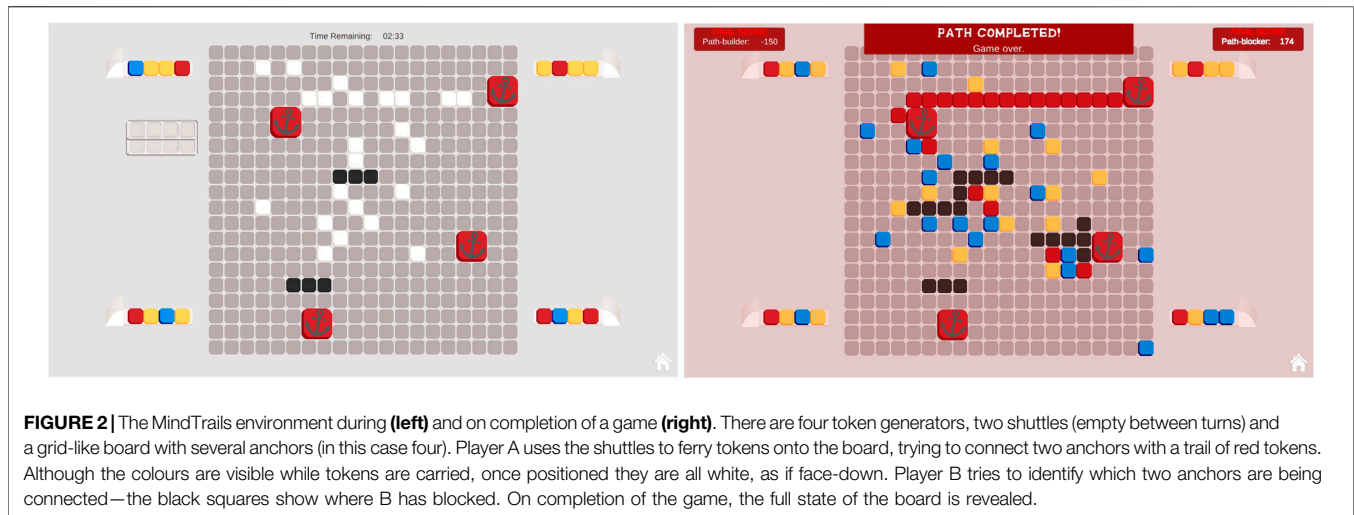 Time Remaining: 02:33
Path-builder: -150
PATH COMPLETED!
Game over.
Path-blocker: 174
FIGURE 2 | The MindTrails environment during (left) and on completion of a game (right). There are four token generators, two shuttles (empty between turns) and
a grid-like board with several anchors (in this case four). Player A uses the shuttles to ferry tokens onto the board, trying to connect two anchors with a trail of red tokens.
Although the colours are visible while tokens are carried, once positioned they are all white, as if face-down. Player B tries to identify which two anchors are being
connected—the black squares show where B has blocked. On completion of the game, the full state of the board is revealed.